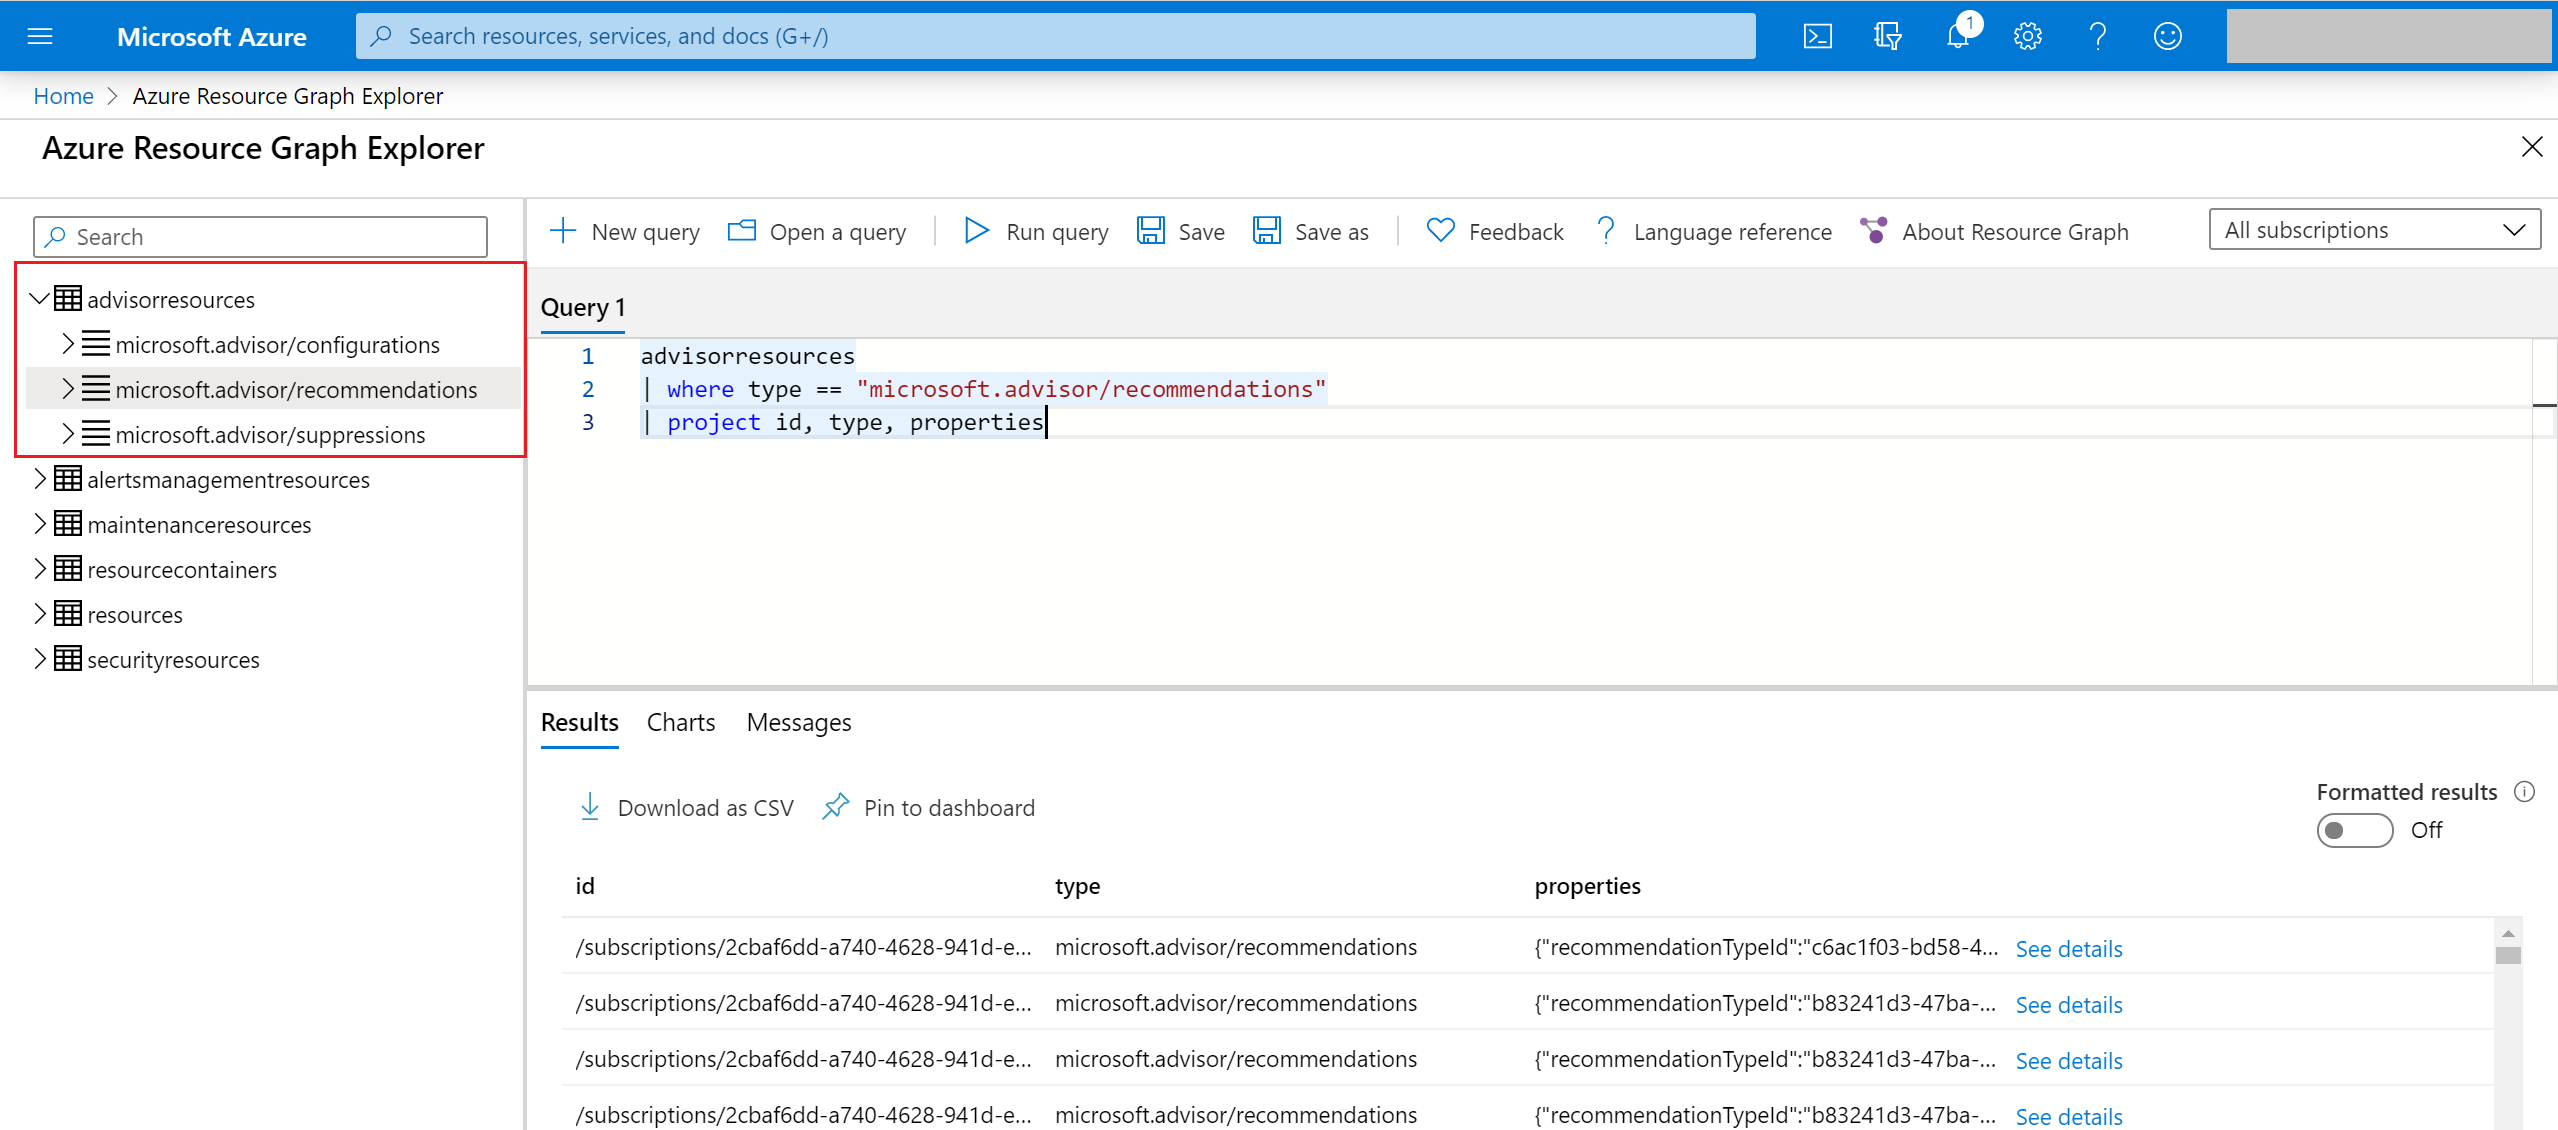 Microsoft Azure
Search resources, services, and docs (G+/)
1
Home > Azure Resource Graph Explorer
Azure Resource Graph Explorer
Search
advisorresources
microsoft.advisor/configurations
microsoft.advisor/recommendations
microsoft.advisor/suppressions
alertsmanagementresources
maintenanceresources
resourcecontainers
resources
securityresources
New query
Open a query
Run query
Save
Save as
Feedback
Language reference
About Resource Graph
All subscriptions
Query 1
1 advisorresources
2 | where type == "microsoft.advisor/recommendations"
3 | project id, type, properties
Results Charts Messages
Download as CSV
Pin to dashboard
Formatted results
Off
id type properties
/subscriptions/2cbaf6dd-a740-4628-941d-e... microsoft.advisor/recommendations {"recommendationTypeId":"c6ac1f03-bd58-4... See details
/subscriptions/2cbaf6dd-a740-4628-941d-e... microsoft.advisor/recommendations {"recommendationTypeId":"b83241d3-47ba-... See details
/subscriptions/2cbaf6dd-a740-4628-941d-e... microsoft.advisor/recommendations {"recommendationTypeId":"b83241d3-47ba-... See details
/subscriptions/2cbaf6dd-a740-4628-941d-e... microsoft.advisor/recommendations {"recommendationTypeId":"b83241d3-47ba-... See details